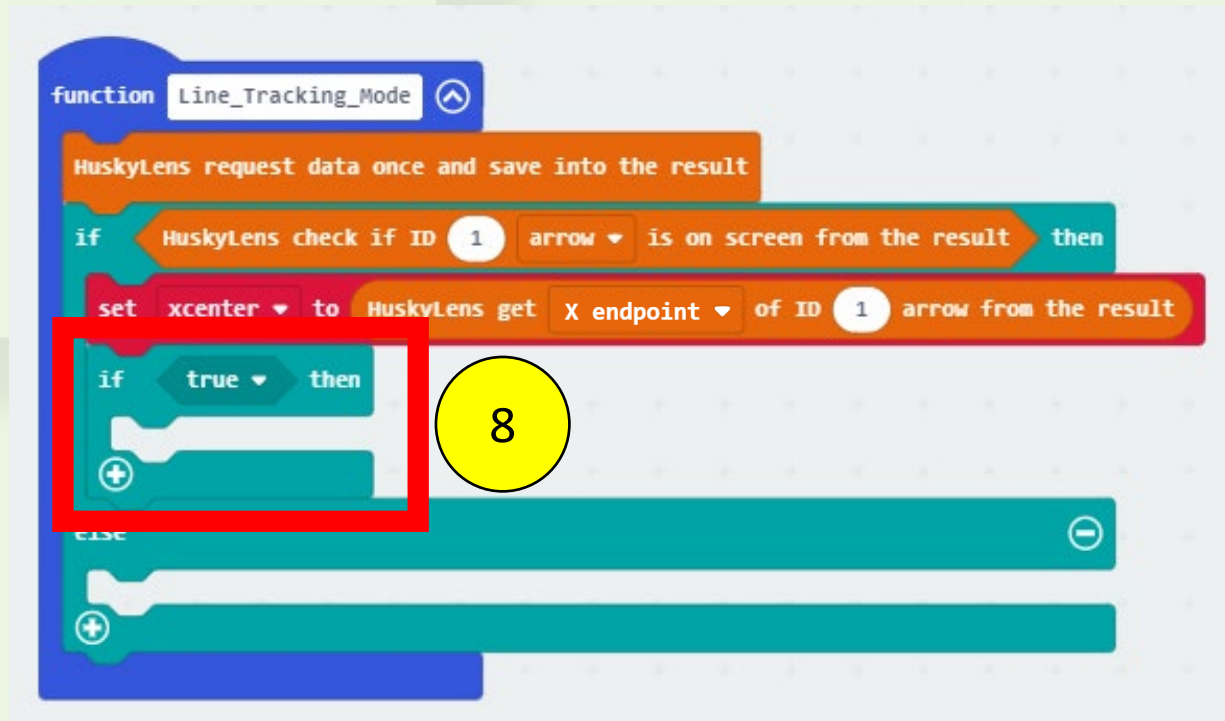 function Line_Tracking_Mode
HuskyLens request data once and save into the result
if HuskyLens check if ID 1 arrow is on screen from the result then
set xcenter to HuskyLens get X endpoint of ID 1 arrow from the result
if true then
8
else